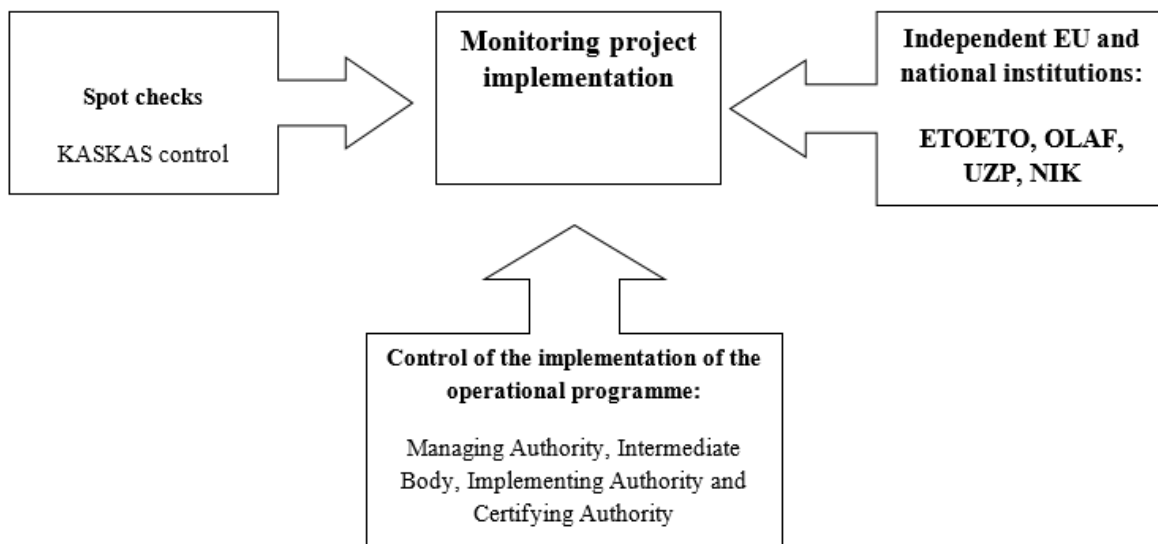 Spot checks
KASKAS control
Monitoring project
implementation
Independent EU and
national institutions:
ETOETO, OLAF,
UZP, NIK
Control of the implementation of the
operational programme:
Managing Authority, Intermediate
Body, Implementing Authority and
Certifying Authority